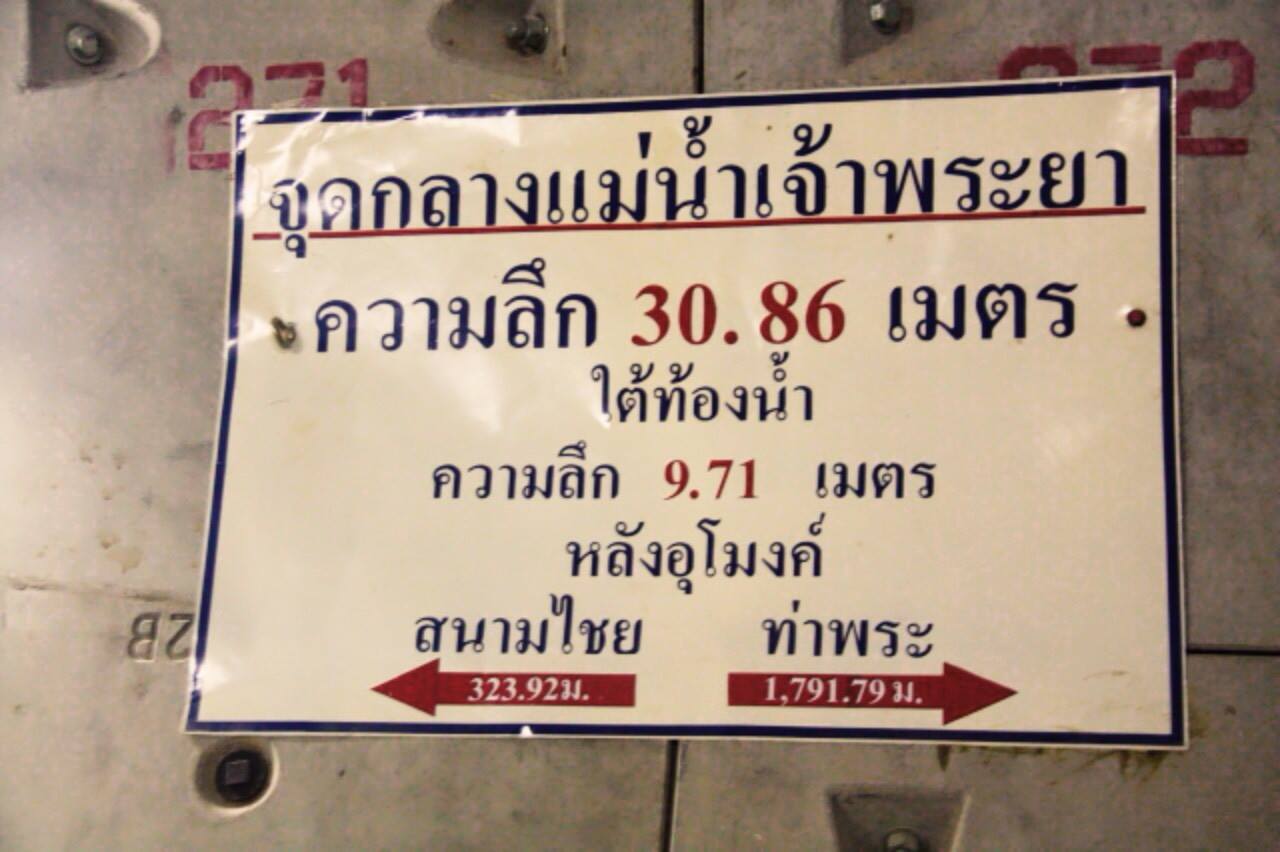 271 272
จุดกลางแม่น้ำเจ้าพระยา
ความลึก 30.86 เมตร
ใต้ท้องน้ำ
ความลึก 9.71 เมตร
หลังอุโมงค์
สนามไชย ท่าพระ
323.92ม. 1,791.79 ม.
2B